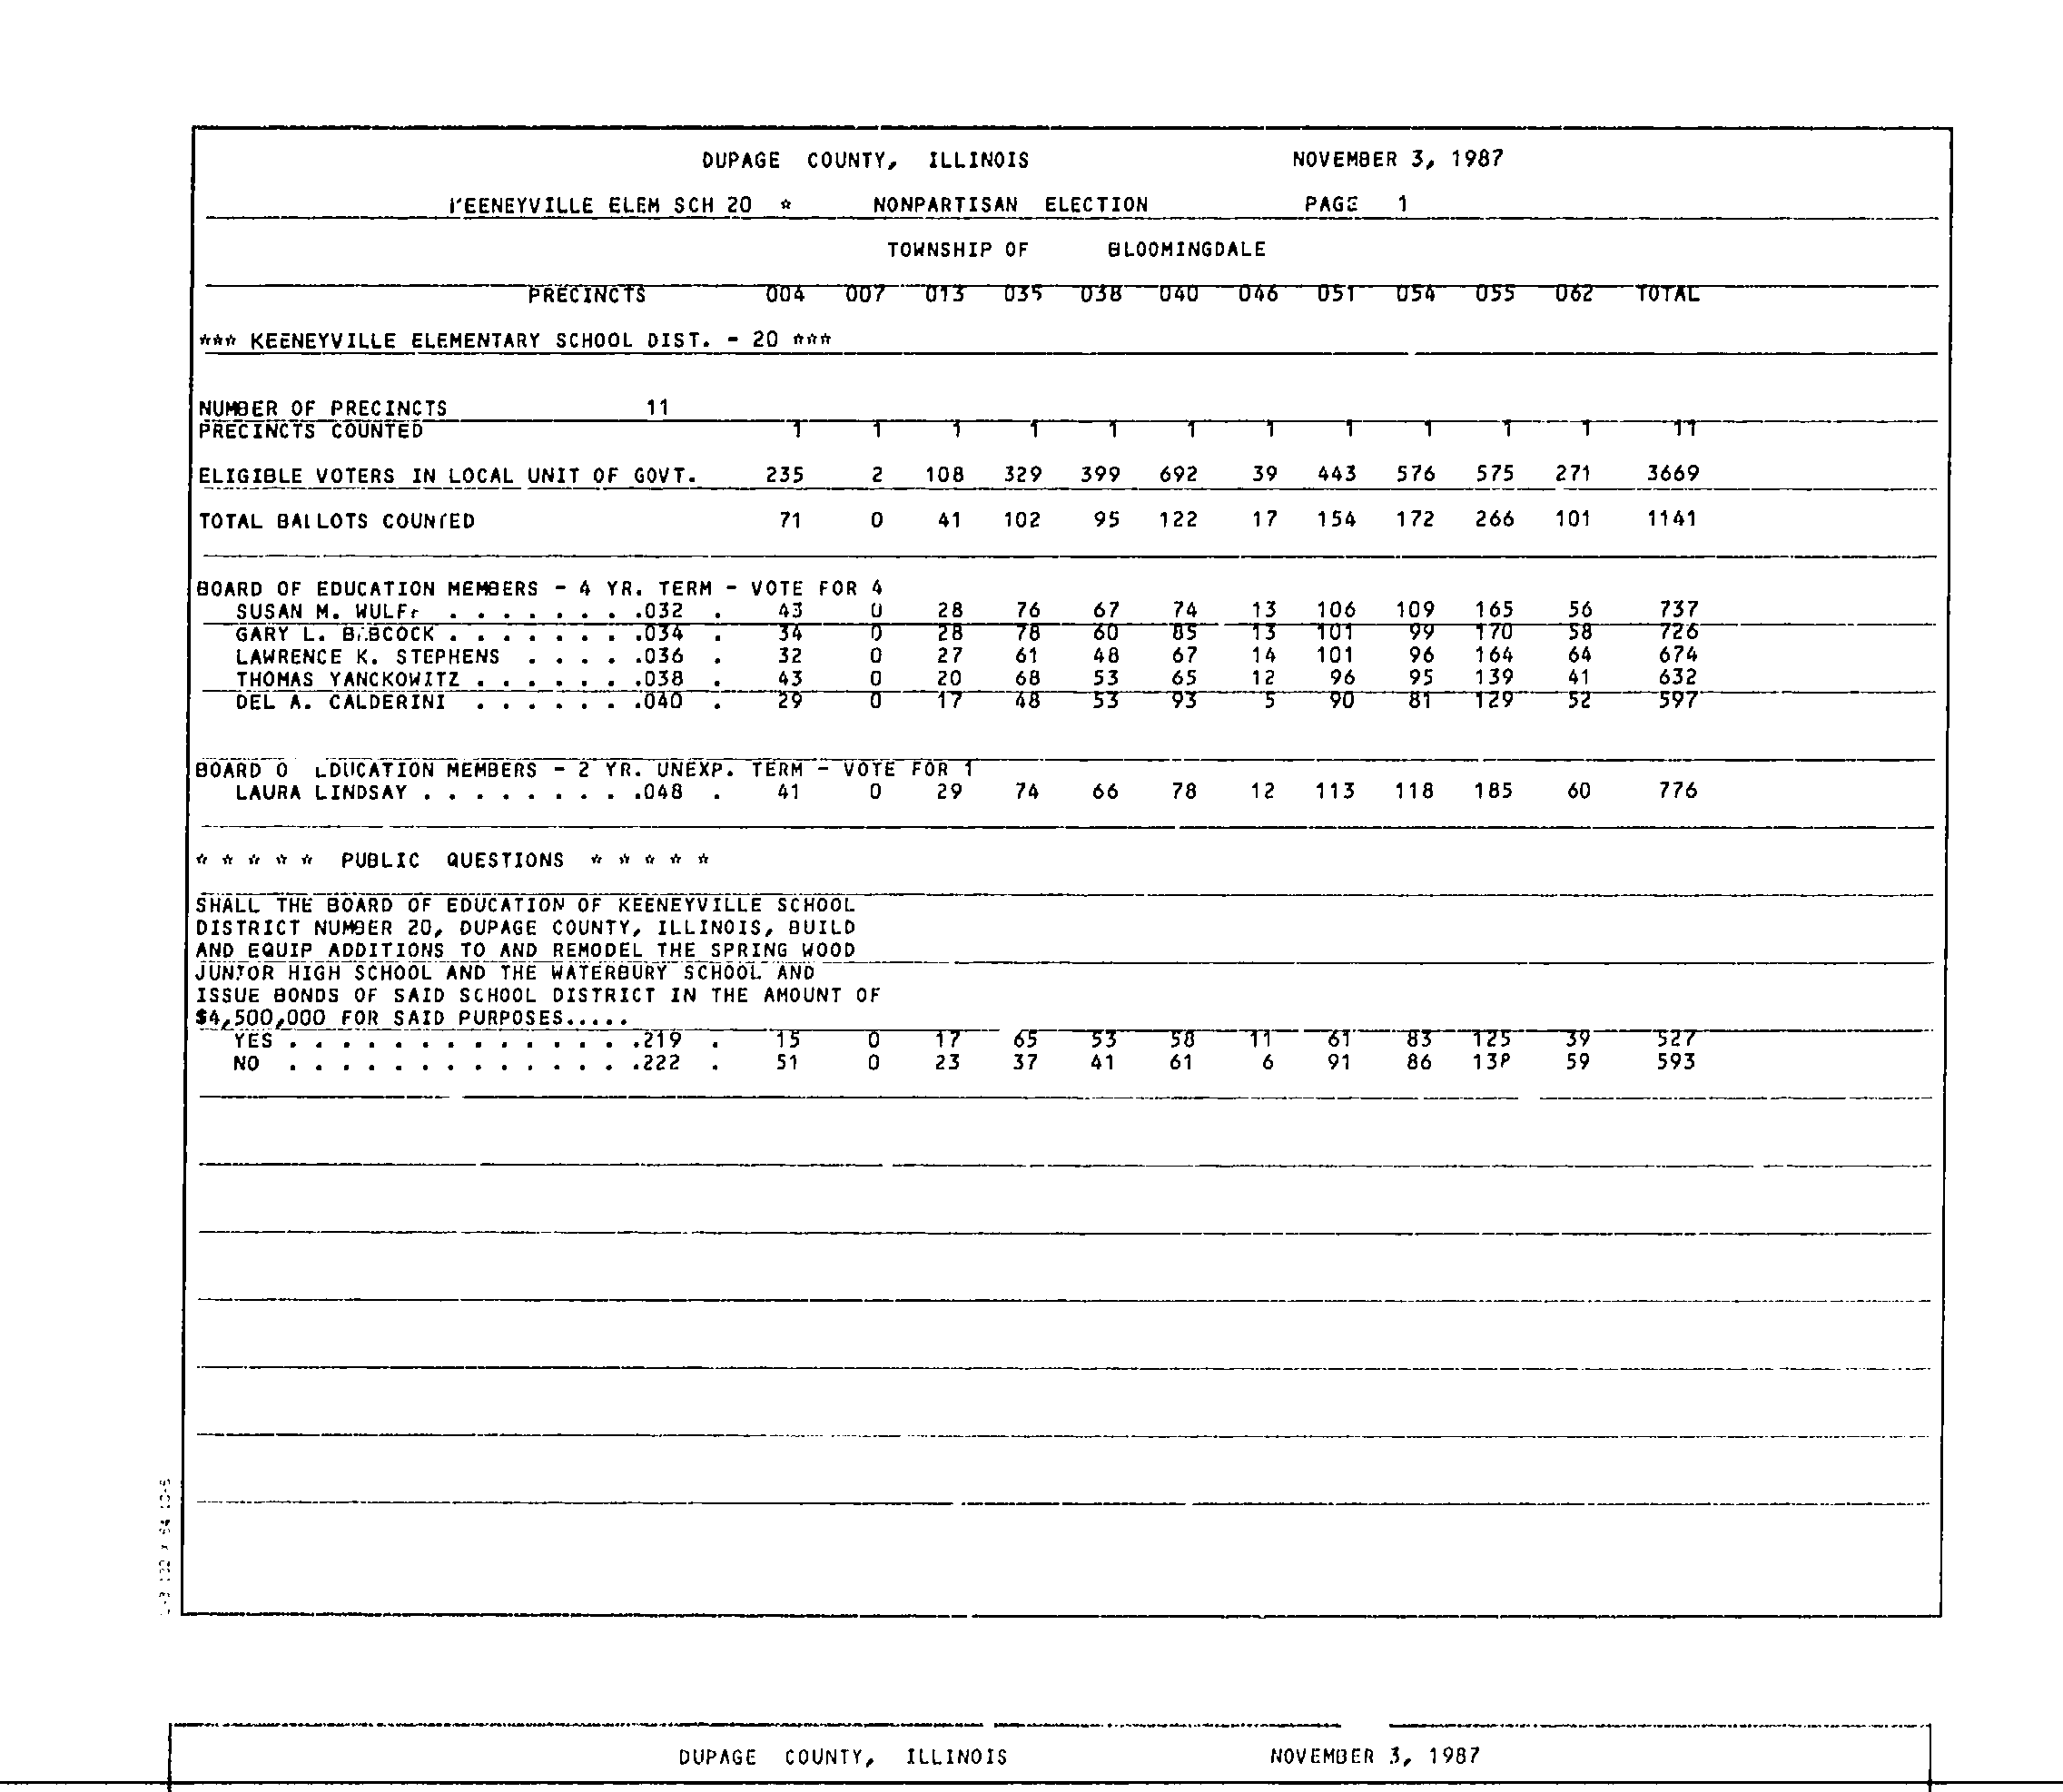 DUPAGE COUNTY, ILLINOIS NOVEMBER 3, 1987
KEENEYVILLE ELEM SCH 20 * NONPARTISAN ELECTION PAGE 1
TOWNSHIP OF BLOOMINGDALE
PRECINCTS 004 007 013 035 038 040 046 051 054 055 062 TOTAL
*** KEENEYVILLE ELEMENTARY SCHOOL DIST. - 20 ***
NUMBER OF PRECINCTS 11
PRECINCTS COUNTED 1 1 1 1 1 1 1 1 1 1 1 11
ELIGIBLE VOTERS IN LOCAL UNIT OF GOVT. 235 2 108 329 399 692 39 443 576 575 271 3669
TOTAL BALLOTS COUNTED 71 0 41 102 95 122 17 154 172 266 101 1141
BOARD OF EDUCATION MEMBERS - 4 YR. TERM - VOTE FOR 4
SUSAN M. WULFF . . . . . . . .032 . 43 0 28 76 67 74 13 106 109 165 56 737
GARY L. BABCOCK . . . . . . . .034 . 34 0 28 78 60 85 13 101 99 170 58 726
LAWRENCE K. STEPHENS . . . . .036 . 32 0 27 61 48 67 14 101 96 164 64 674
THOMAS YANCKOWITZ . . . . . . .038 . 43 0 20 68 53 65 12 96 95 139 41 632
DEL A. CALDERINI . . . . . . .040 . 29 0 17 48 53 93 5 90 81 129 52 597
BOARD O EDUCATION MEMBERS - 2 YR. UNEXP. TERM - VOTE FOR 1
LAURA LINDSAY . . . . . . . . .048 . 41 0 29 74 66 78 12 113 118 185 60 776
* * * * * PUBLIC QUESTIONS * * * * *
SHALL THE BOARD OF EDUCATION OF KEENEYVILLE SCHOOL
DISTRICT NUMBER 20, DUPAGE COUNTY, ILLINOIS, BUILD
AND EQUIP ADDITIONS TO AND REMODEL THE SPRING WOOD
JUNIOR HIGH SCHOOL AND THE WATERBURY SCHOOL AND
ISSUE BONDS OF SAID SCHOOL DISTRICT IN THE AMOUNT OF
$4,500,000 FOR SAID PURPOSES.....
YES . . . . . . . . . . . . . .219 . 15 0 17 65 53 58 11 61 83 125 39 527
NO . . . . . . . . . . . . . .222 . 51 0 23 37 41 61 6 91 86 138 59 593
DUPAGE COUNTY, ILLINOIS NOVEMBER 3, 1987